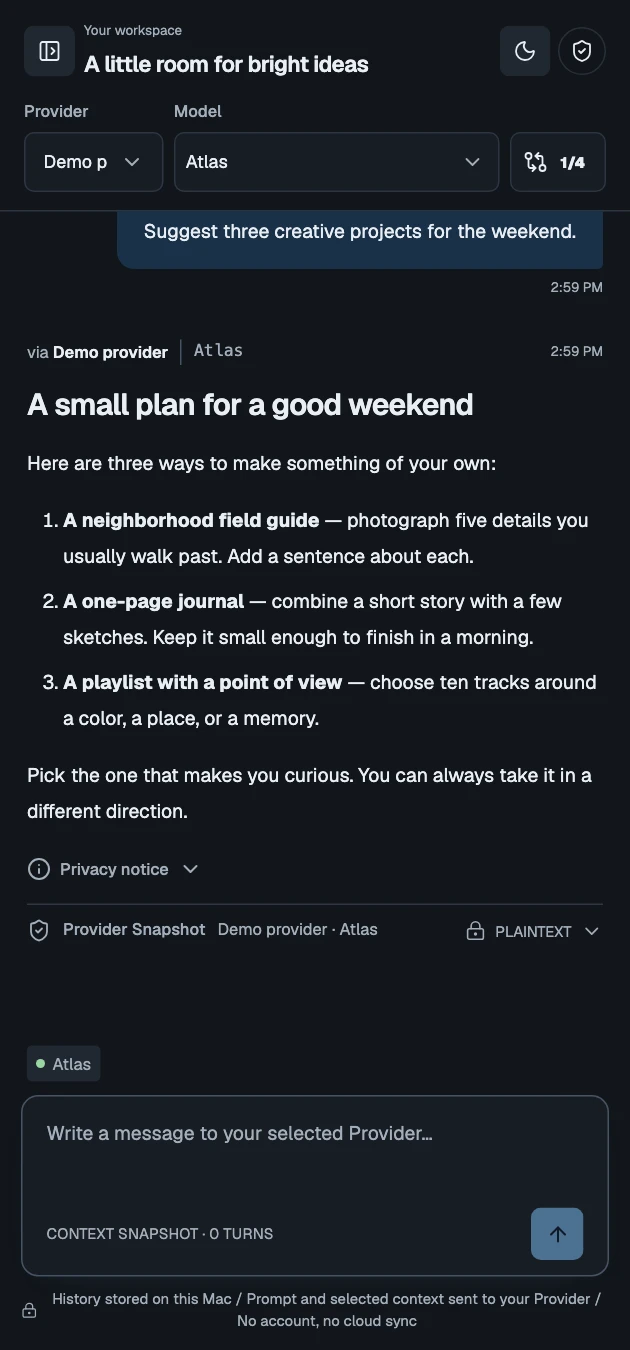 Your workspace
A little room for bright ideas
Provider
Model
Demo p
Atlas
1/4
Suggest three creative projects for the weekend.
2:59 PM
via Demo provider
Atlas
2:59 PM
A small plan for a good weekend
Here are three ways to make something of your own:
1. A neighborhood field guide — photograph five details you
usually walk past. Add a sentence about each.
2. A one-page journal — combine a short story with a few
sketches. Keep it small enough to finish in a morning.
3. A playlist with a point of view — choose ten tracks around
a color, a place, or a memory.
Pick the one that makes you curious. You can always take it in a
different direction.
Privacy notice
Provider Snapshot Demo provider · Atlas
PLAINTEXT
Atlas
Write a message to your selected Provider...
CONTEXT SNAPSHOT · 0 TURNS
History stored on this Mac / Prompt and selected context sent to your Provider /
No account, no cloud sync